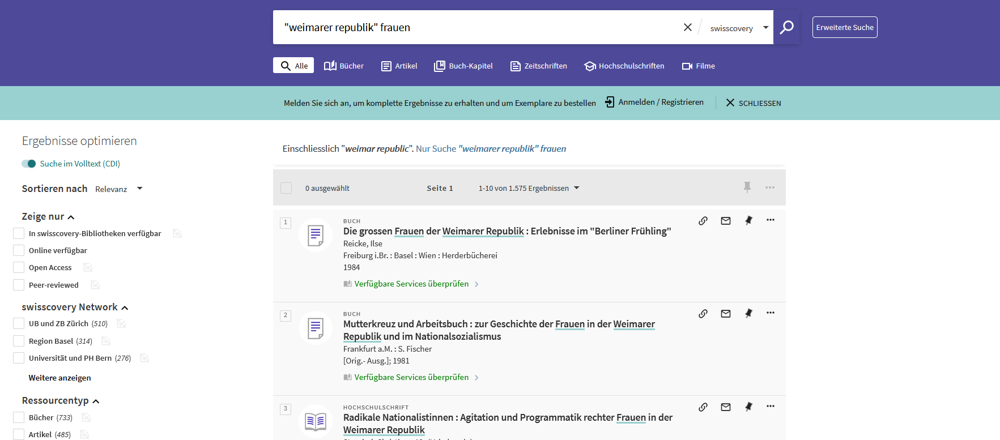 "weimarer republik" frauen
swisscovery
Erweiterte Suche
Alle
Bücher
Artikel
Buch-Kapitel
Zeitschriften
Hochschulschriften
Filme
Melden Sie sich an, um komplette Ergebnisse zu erhalten und um Exemplare zu bestellen
Anmelden / Registrieren
SCHLIESSEN
Ergebnisse optimieren
Suche im Volltext (CDI)
Sortieren nach Relevanz
Zeige nur
In swisscovery-Bibliotheken verfügbar
Online verfügbar
Open Access
Peer-reviewed
swisscovery Network
UB und ZB Zürich (510)
Region Basel (314)
Universität und PH Bern (276)
Weitere anzeigen
Ressourcentyp
Bücher (733)
Artikel (485)
Einschliesslich "weimar republic". Nur Suche "weimarer republik" frauen
0 ausgewählt
Seite 1
1-10 von 1.575 Ergebnissen
1
BUCH
Die grossen Frauen der Weimarer Republik : Erlebnisse im "Berliner Frühling"
Reicke, Ilse
Freiburg i.Br. : Basel : Wien : Herderbücherei
1984
Verfügbare Services überprüfen
2
BUCH
Mutterkreuz und Arbeitsbuch : zur Geschichte der Frauen in der Weimarer
Republik und im Nationalsozialismus
Frankfurt a.M. : S. Fischer
[Orig.- Ausg.]; 1981
Verfügbare Services überprüfen
3
HOCHSCHULSCHRIFT
Radikale Nationalistinnen : Agitation und Programmatik rechter Frauen in der
Weimarer Republik